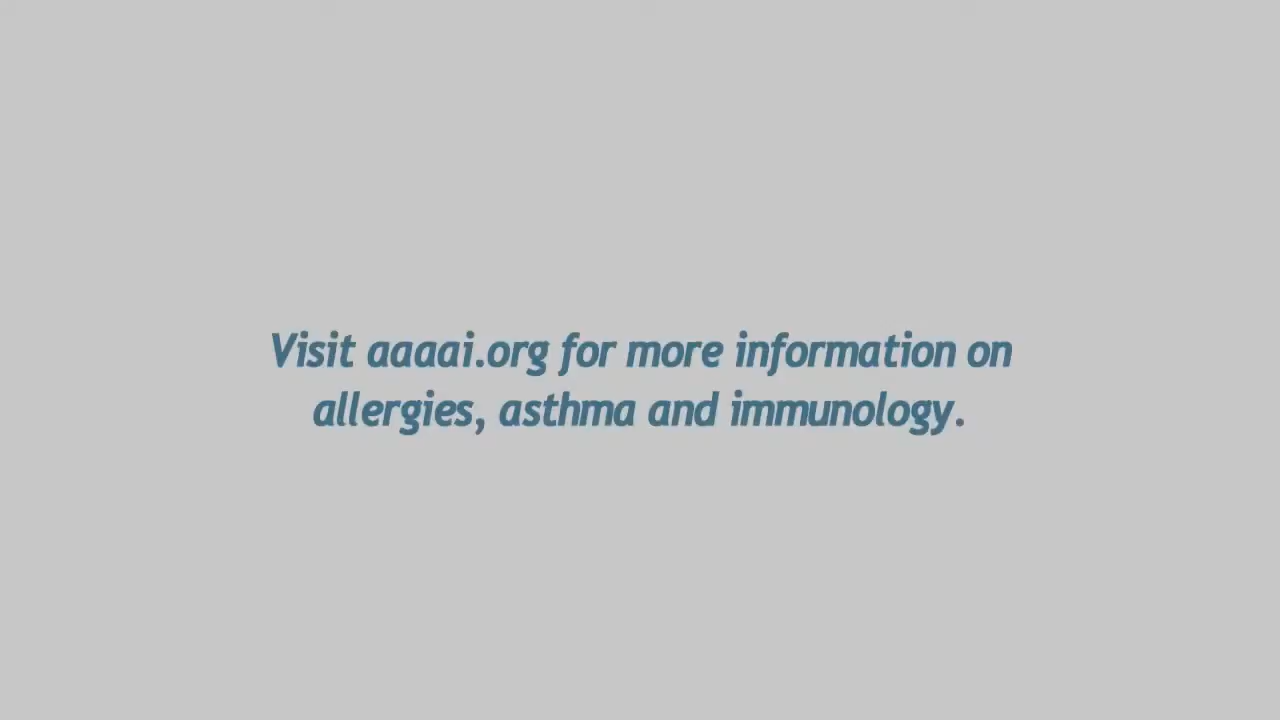 Visit aaaai.org for more information on
allergies, asthma and immunology.